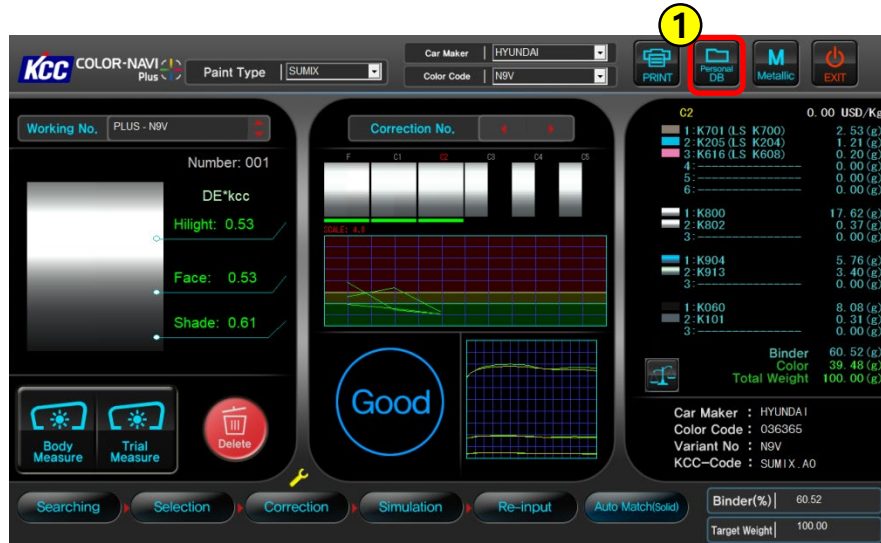 1
KCC COLOR-NAVI Plus
Paint Type SUMIX
Car Maker HYUNDAI
Color Code N9V
PRINT
Personal DB
M Metallic
EXIT
Working No. PLUS - N9V
Number: 001
DE*kcc
Hilight: 0.53
Face: 0.53
Shade: 0.61
Body Measure
Trial Measure
Delete
Correction No.
F C1 C2 C3 C4 C5
SCALE: 4.0
Good
C2 0.00 USD/Kg
1:K701(LS K700) 2.53(g)
2:K205(LS K204) 1.21(g)
3:K616(LS K608) 0.20(g)
4:---------------- 0.00(g)
5:---------------- 0.00(g)
6:---------------- 0.00(g)
1:K800 17.62(g)
2:K802 0.37(g)
3:---------------- 0.00(g)
1:K904 5.76(g)
2:K913 3.40(g)
3:---------------- 0.00(g)
1:K060 8.08(g)
2:K101 0.31(g)
3:---------------- 0.00(g)
Binder 60.52(g)
Color 39.48(g)
Total Weight 100.00(g)
Car Maker : HYUNDAI
Color Code : 036365
Variant No : N9V
KCC-Code : SUMIX.A0
Searching
Selection
Correction
Simulation
Re-input
Auto Match(Solid)
Binder(%) 60.52
Target Weight 100.00